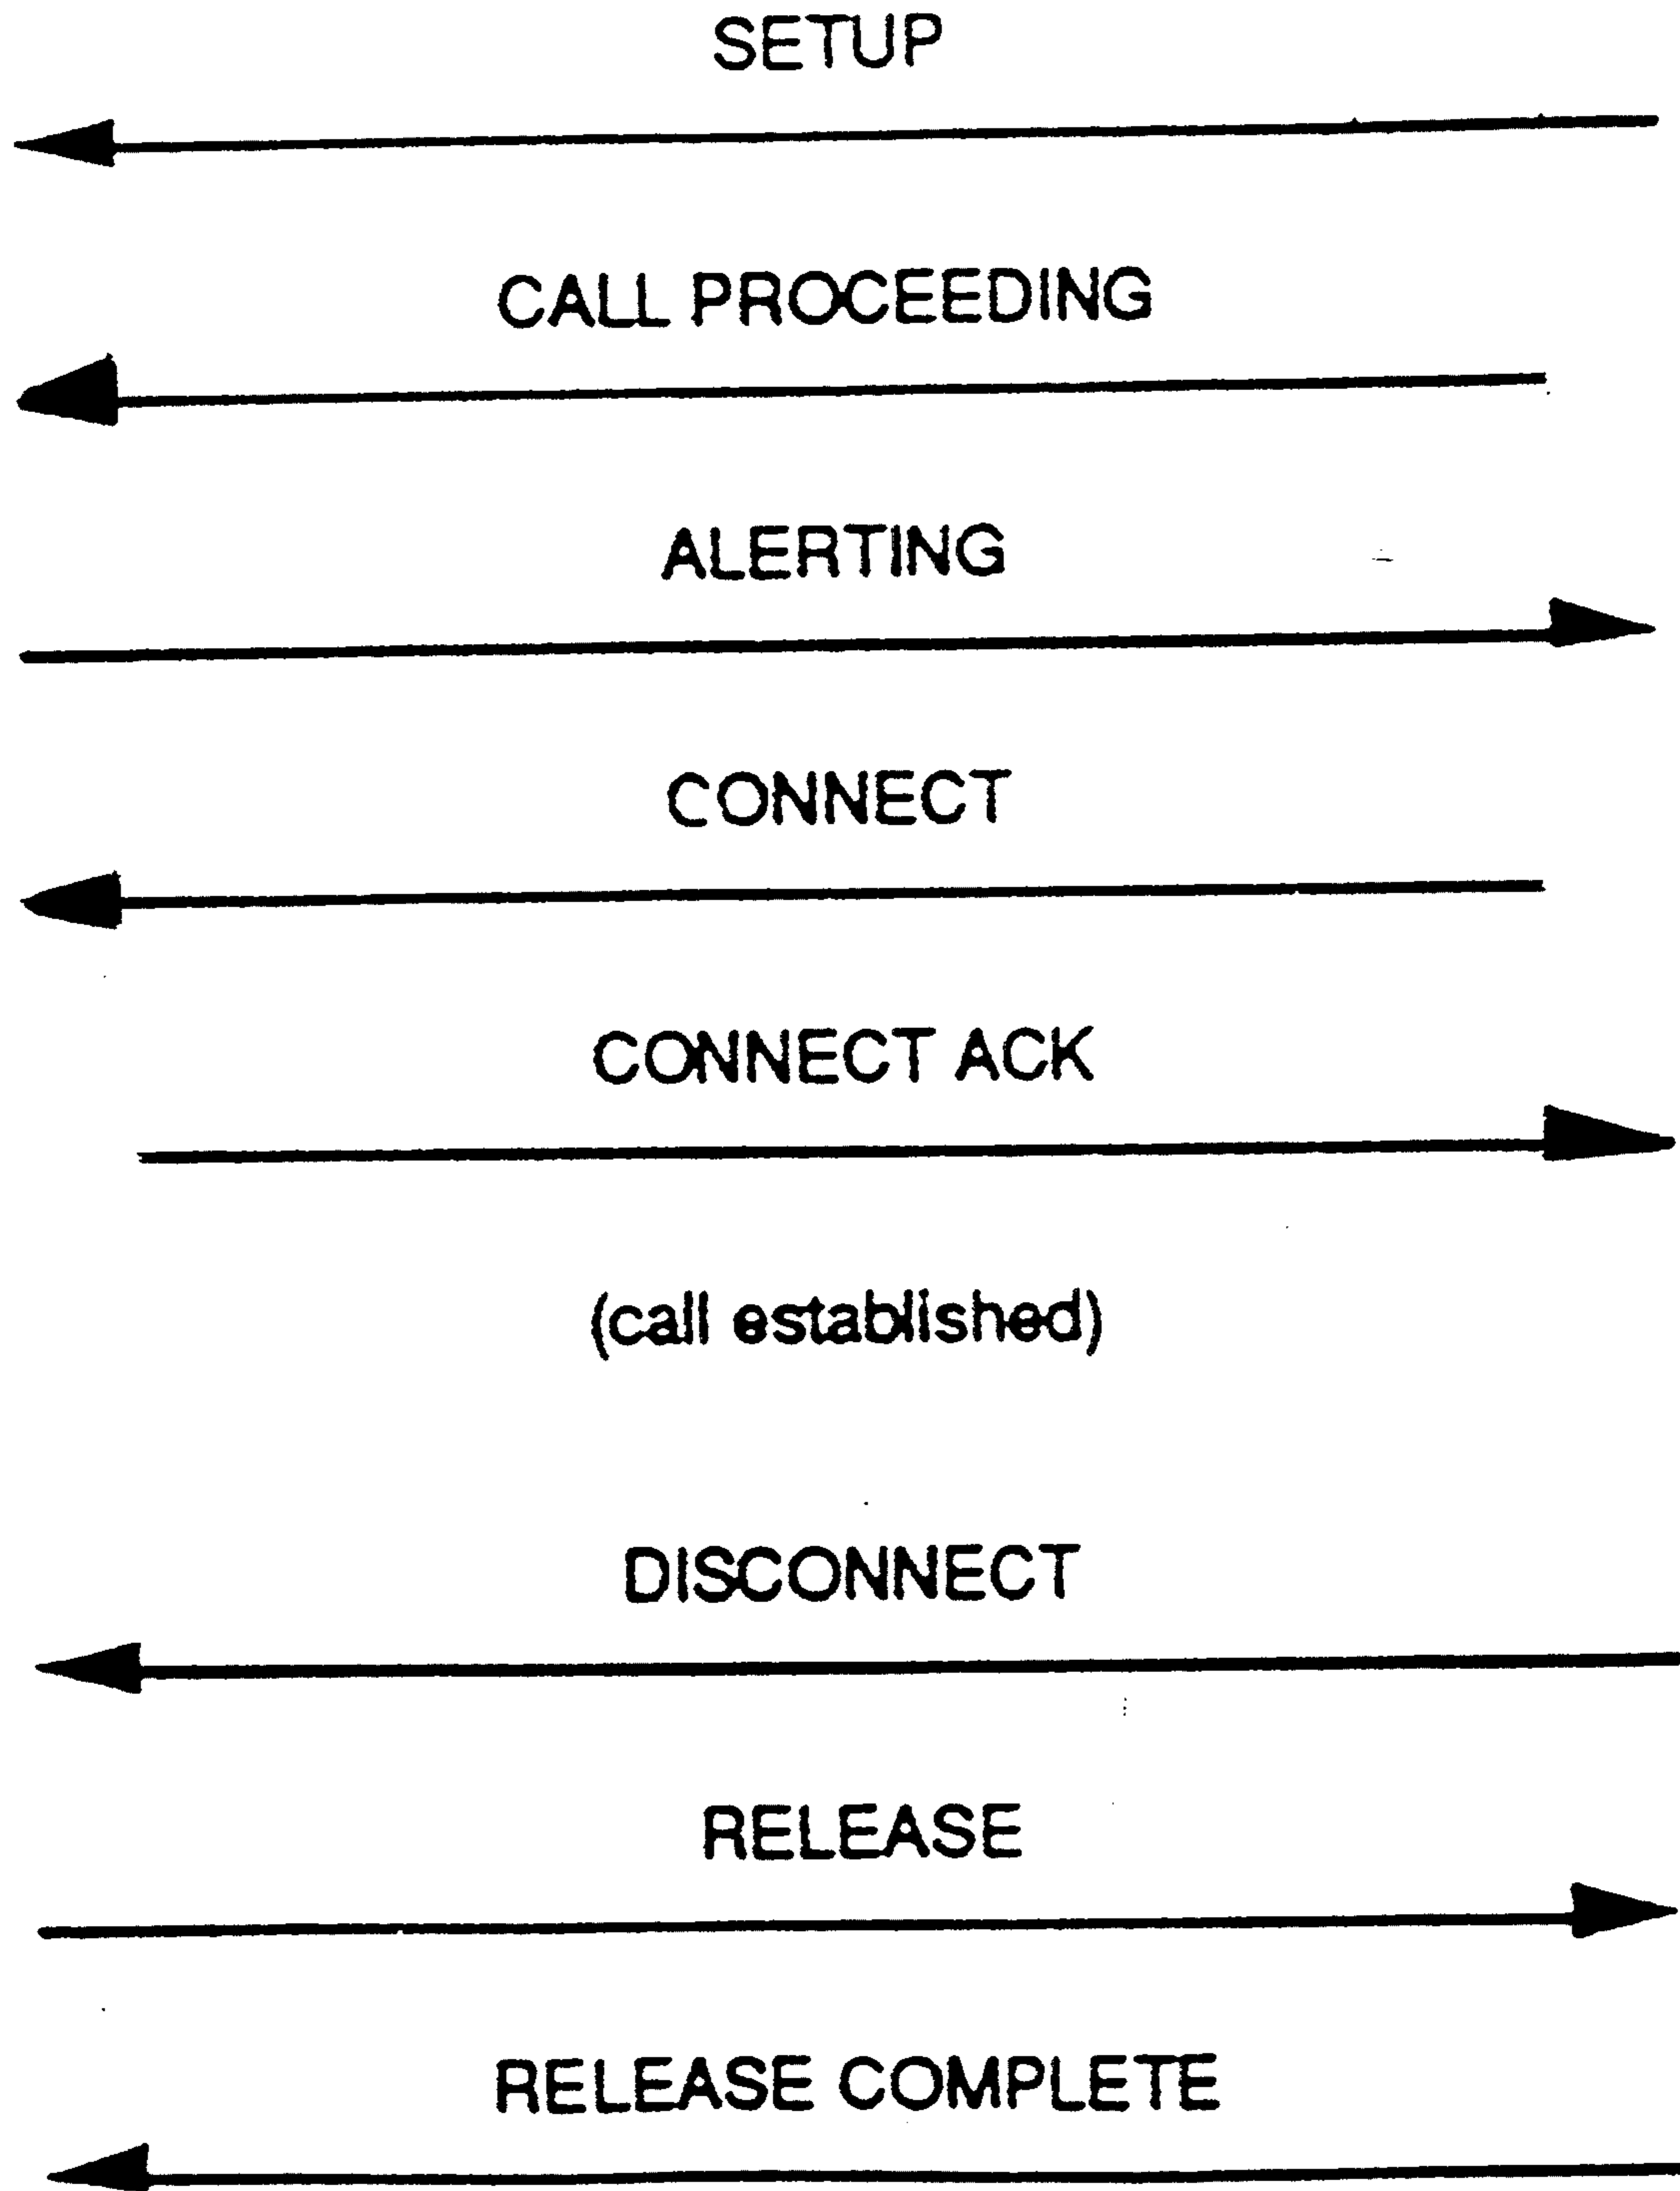 SETUP
CALL PROCEEDING
ALERTING
CONNECT
CONNECT ACK
(call established)
DISCONNECT
RELEASE
RELEASE COMPLETE